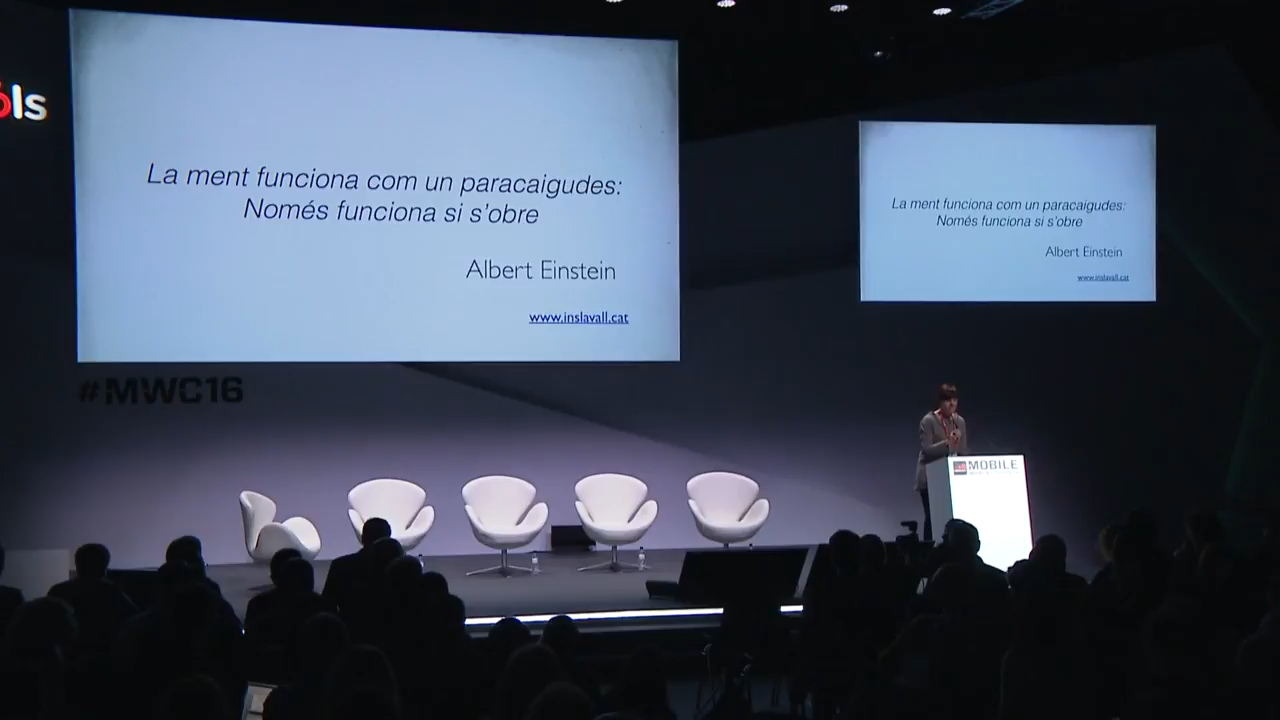 La ment funciona com un paracaigudes:
Només funciona si s'obre
Albert Einstein
www.inslavall.cat
La ment funciona com un paracaigudes:
Només funciona si s'obre
Albert Einstein
www.inslavall.cat
#MWC16
MOBILE